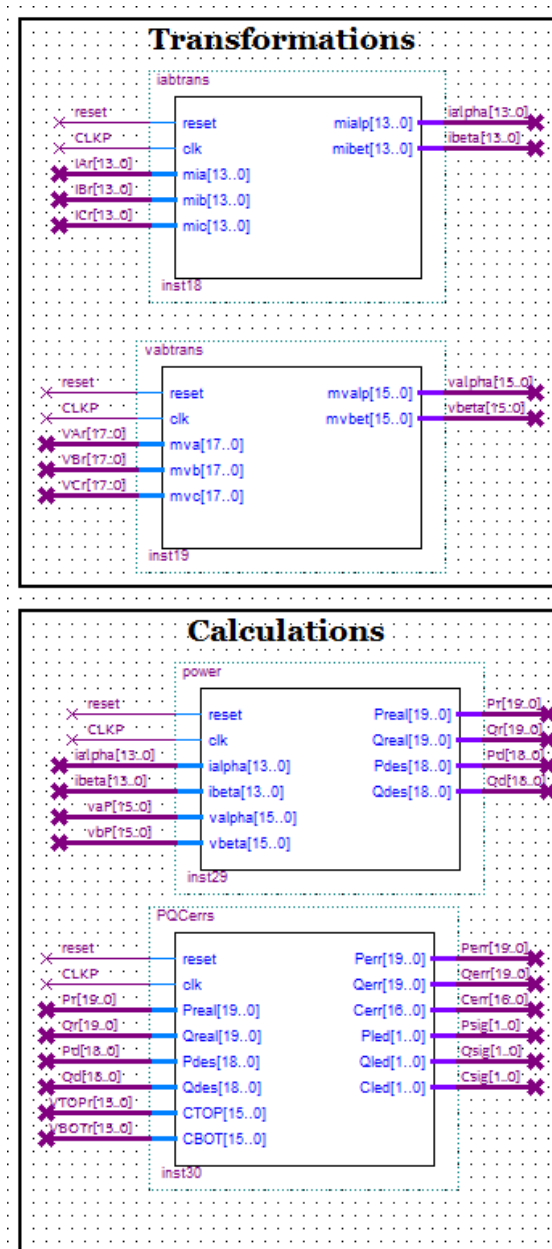 Transformations
iabtrans
reset reset mialp[13..0] ialpha[13..0]
CLKP clk mibet[13..0] ibeta[13..0]
IAr[13..0] mia[13..0]
IBr[13..0] mib[13..0]
ICr[13..0] mic[13..0]
inst18
vabtrans
reset reset mvalp[15..0] valpha[15..0]
CLKP clk mvbet[15..0] vbeta[15..0]
VAr[17..0] mva[17..0]
VBr[17..0] mvb[17..0]
VCr[17..0] mvc[17..0]
inst19
Calculations
power
reset reset Preal[19..0] Pr[19..0]
CLKP clk Qreal[19..0] Qr[19..0]
ialpha[13..0] ialpha[13..0] Pdes[18..0] Pd[18..0]
ibeta[13..0] ibeta[13..0] Qdes[18..0] Qd[18..0]
vaP[15..0] valpha[15..0]
vbP[15..0] vbeta[15..0]
inst29
PQCerrs
reset reset Perr[19..0] Perr[19..0]
CLKP clk Qerr[19..0] Qerr[19..0]
Pr[19..0] Preal[19..0] Cerr[16..0] Cerr[16..0]
Qr[19..0] Qreal[19..0] Pled[1..0] Psig[1..0]
Pd[18..0] Pdes[18..0] Qled[1..0] Qsig[1..0]
Qd[18..0] Qdes[18..0] Cled[1..0] Csig[1..0]
VTOPr[15..0] CTOP[15..0]
VBOTr[15..0] CBOT[15..0]
inst30